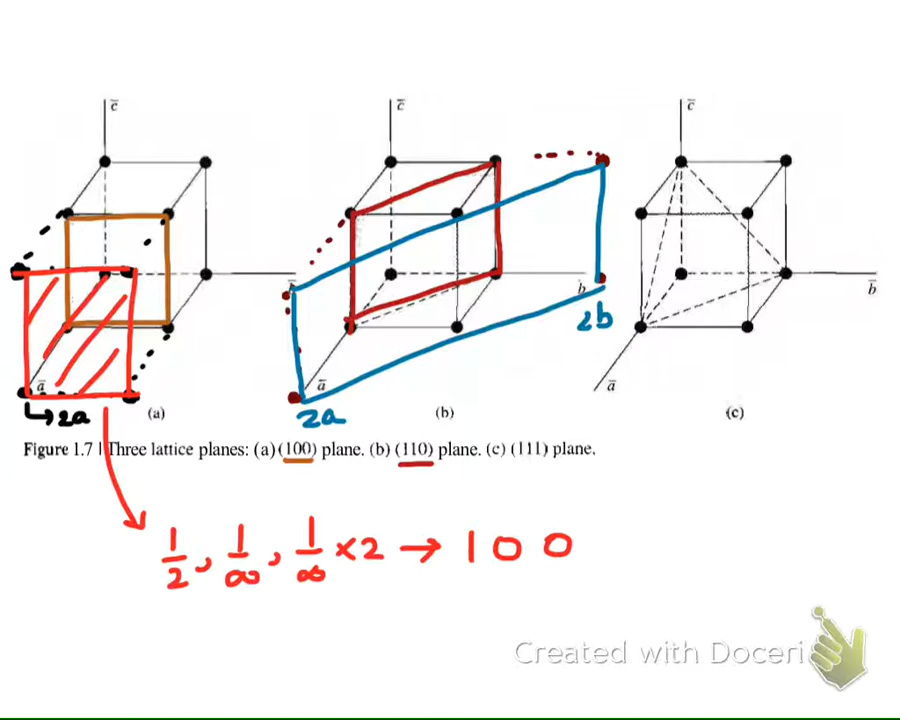 c̄ c̄ c̄
b̄ b̄
2b
ā ā ā
↳2a (a) 2a (b) (c)
Figure 1.7 | Three lattice planes: (a) (100) plane. (b) (110) plane. (c) (111) plane.
1/2, 1/∞, 1/∞ ×2 → 1 0 0
Created with Doceri